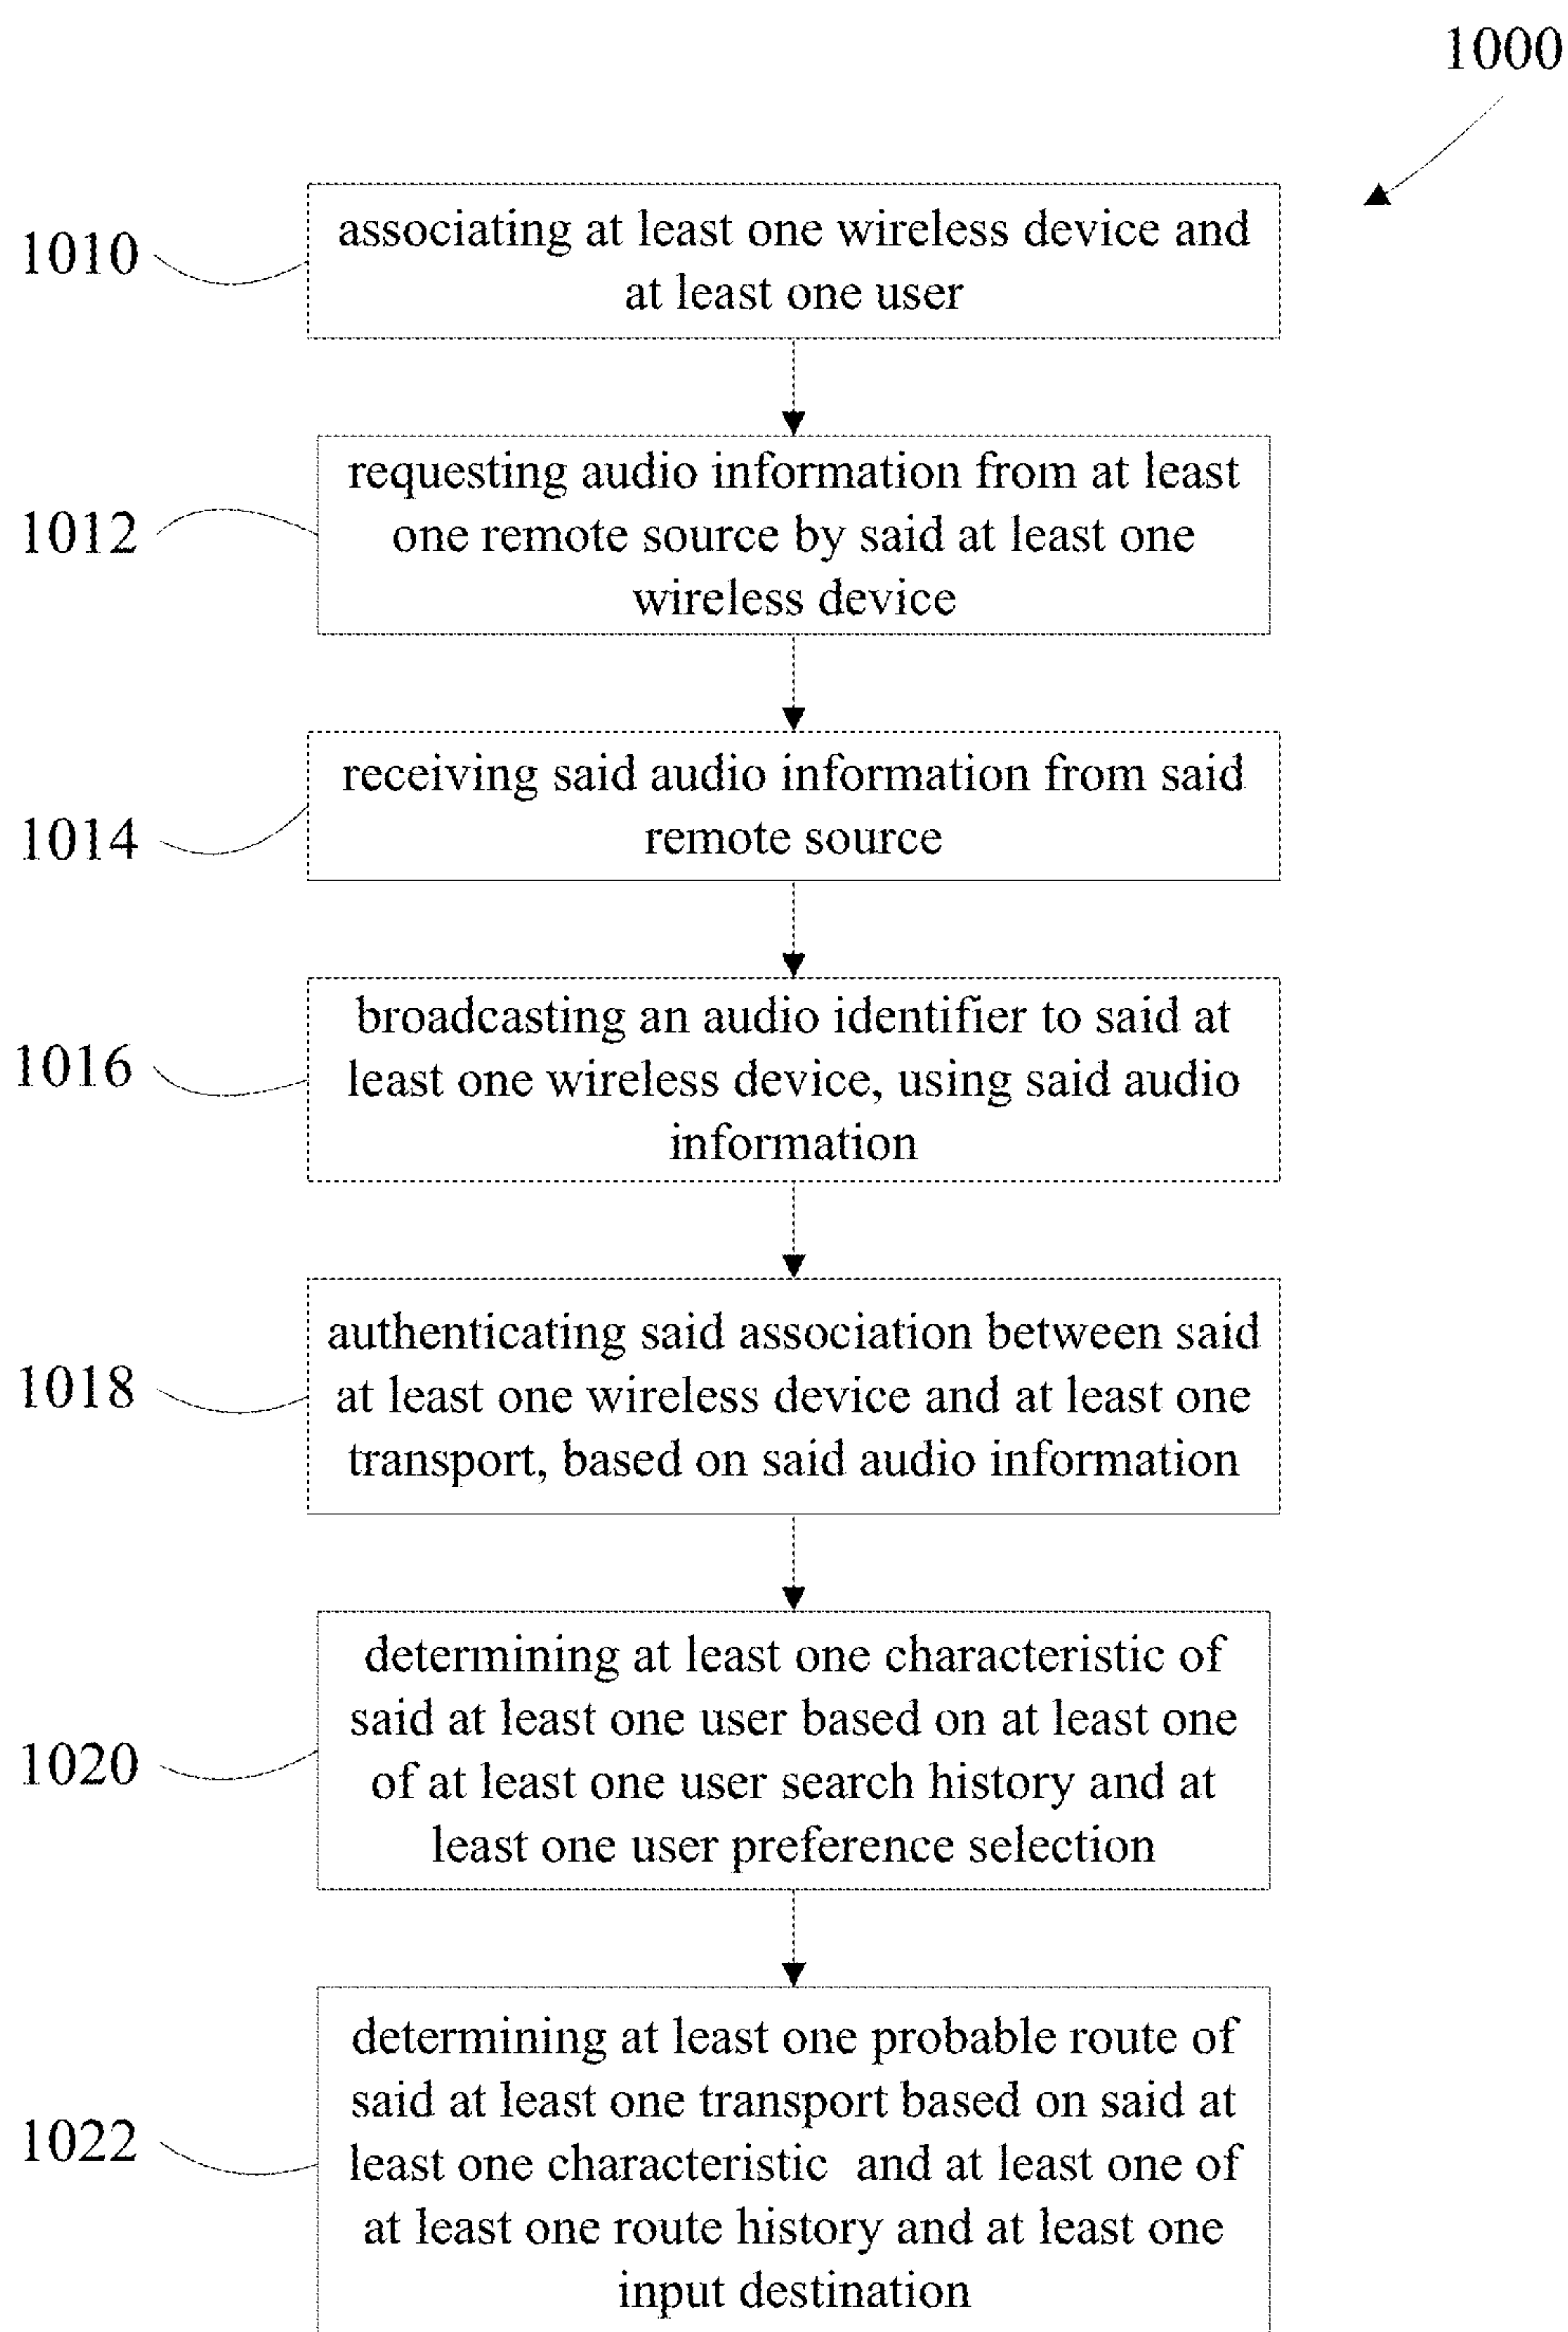 1000
1010
associating at least one wireless device and
at least one user
1012
requesting audio information from at least
one remote source by said at least one
wireless device
1014
receiving said audio information from said
remote source
1016
broadcasting an audio identifier to said at
least one wireless device, using said audio
information
1018
authenticating said association between said
at least one wireless device and at least one
transport, based on said audio information
1020
determining at least one characteristic of
said at least one user based on at least one
of at least one user search history and at
least one user preference selection
1022
determining at least one probable route of
said at least one transport based on said at
least one characteristic  and at least one of
at least one route history and at least one
input destination